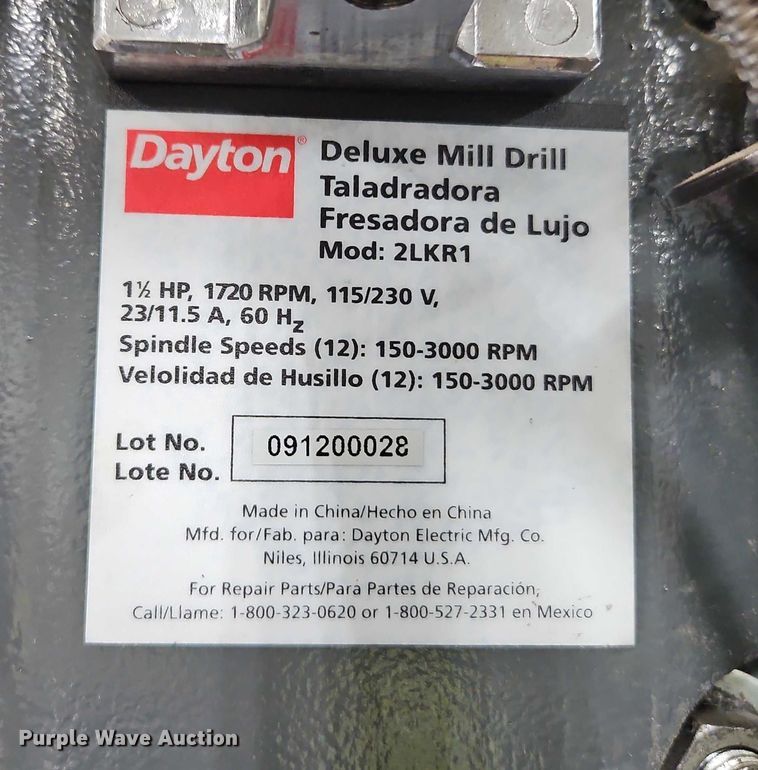 Dayton®
Deluxe Mill Drill
Taladradora
Fresadora de Lujo
Mod: 2LKR1
1½ HP, 1720 RPM, 115/230 V,
23/11.5 A, 60 Hz
Spindle Speeds (12): 150-3000 RPM
Velolidad de Husillo (12): 150-3000 RPM
Lot No.
Lote No.
091200028
Made in China/Hecho en China
Mfd. for/Fab. para: Dayton Electric Mfg. Co.
Niles, Illinois 60714 U.S.A.
For Repair Parts/Para Partes de Reparación,
Call/Llame: 1-800-323-0620 or 1-800-527-2331 en Mexico
Purple Wave Auction